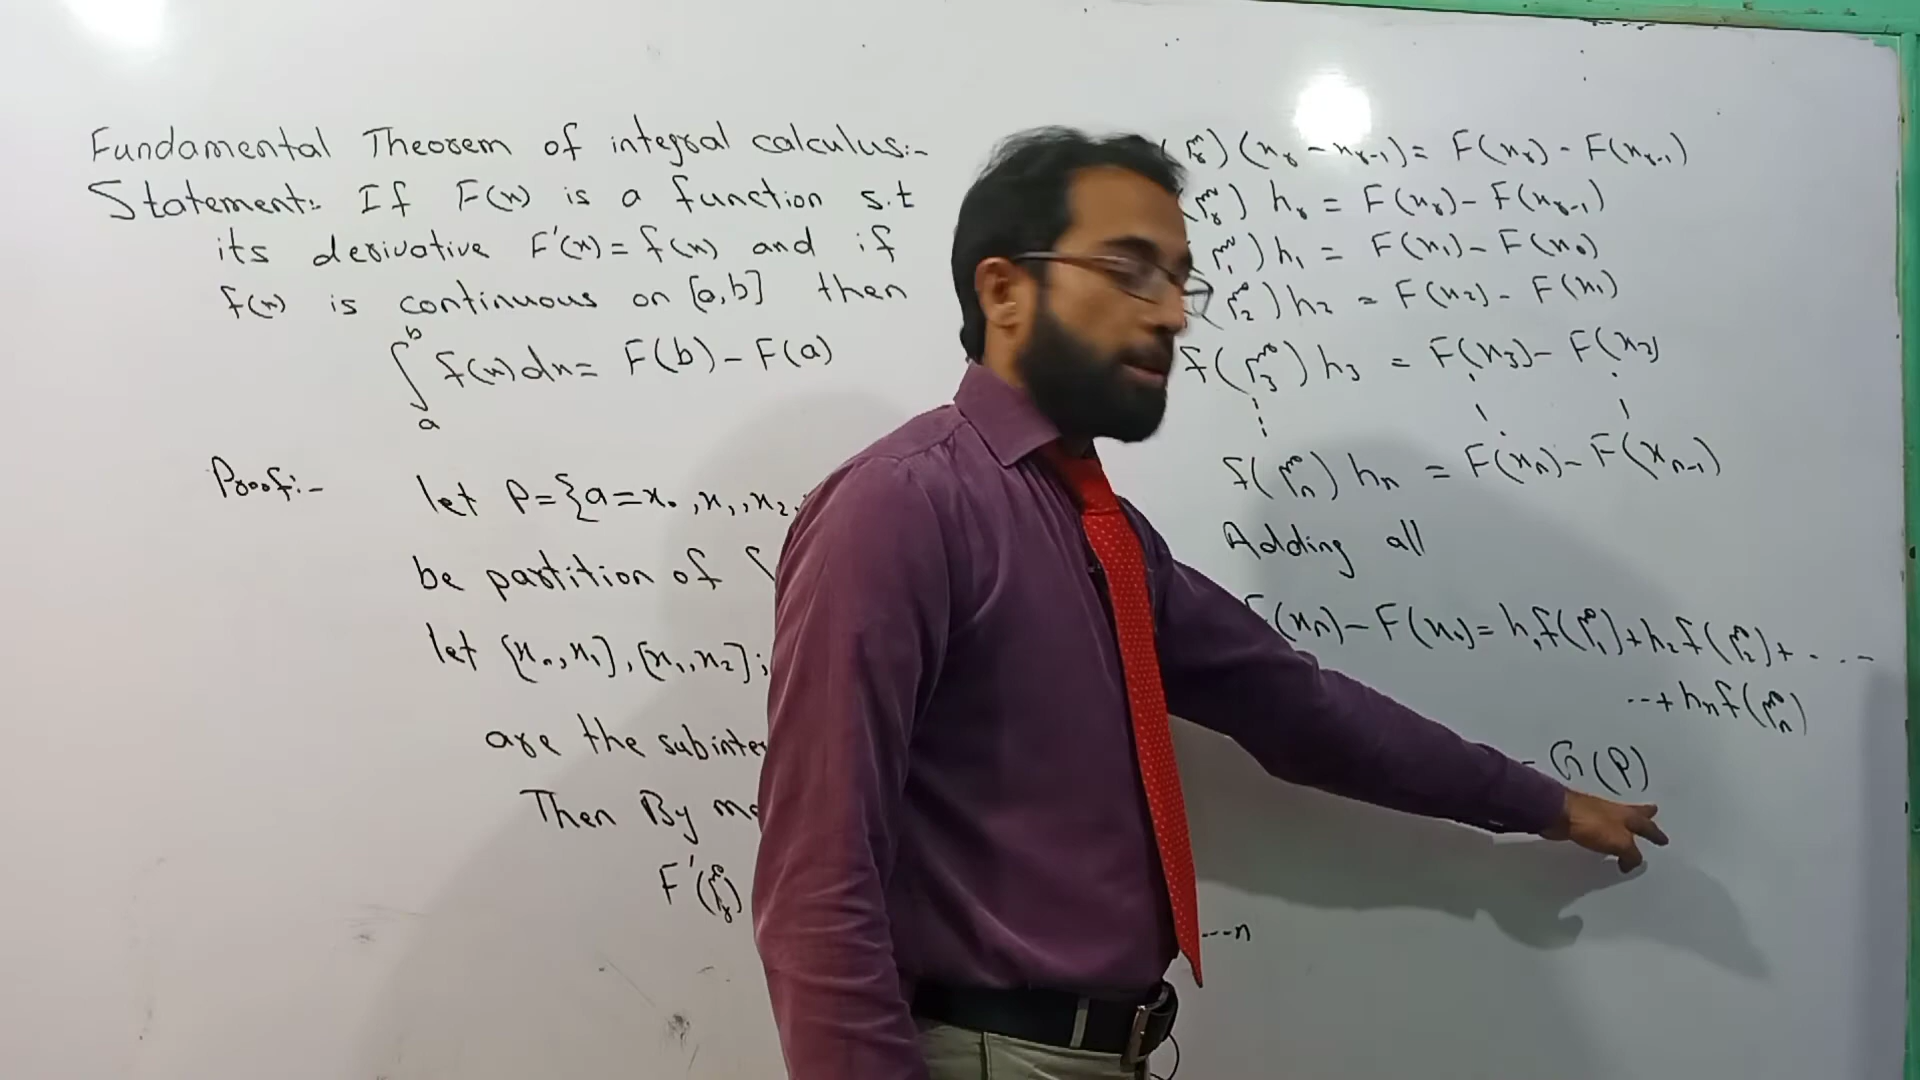 Fundamental Theorem of integral calculus:-
Statement:- If F(x) is a function s.t
its derivative F'(x) = f(x) and if
f(x) is continuous on [a,b] then
∫ₐᵇ f(x)dx = F(b) - F(a)
Proof:- let P={a=x₀, x₁, x₂,
be partition of
let [x₀,x₁], [x₁,x₂];
are the
Then By
F'(ξᵣ)
(ξᵣ)(xᵣ - xᵣ₋₁) = F(xᵣ) - F(xᵣ₋₁)
(ξᵣ) hᵣ = F(xᵣ) - F(xᵣ₋₁)
(ξ₁) h₁ = F(x₁) - F(x₀)
(ξ₂) h₂ = F(x₂) - F(x₁)
f(ξ₃) h₃ = F(x₃) - F(x₂)
f(ξₙ) hₙ = F(xₙ) - F(xₙ₋₁)
Adding all
F(xₙ) - F(x₀) = h₁f(ξ₁) + h₂f(ξ₂) + ...
..+ hₙf(ξₙ)
= G(P)
---n